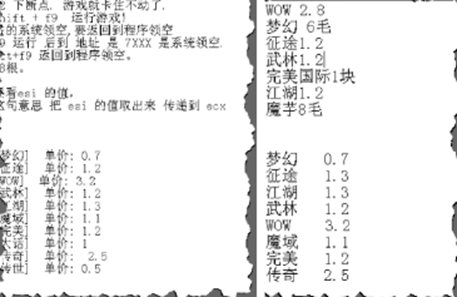 下断点. 游戏就卡住不动了.
hift + f9  运行游戏!
的系统领空,要返回到程序领空
运行 后到 地址 是 7XXX 是系统领空.
t+f9 返回到程序领空。
8根。
要看esi 的值,
这句意思 把 esi 的值取出来 传递到 ecx
梦幻]  单价: 0.7
征途]  单价: 1.2
WOW]  单价: 3.2
武林]  单价: 1.2
江湖]  单价: 1.3
魔域]  单价: 1.1
完美]  单价: 1.2
大话]  单价: 1
传奇]  单价:  2.5
传世]  单价: 0.5
WOW 2.8
梦幻 6毛
征途1.2
武林1.2
完美国际1块
江湖1.2
魔芋8毛
梦幻  0.7
征途  1.3
江湖  1.3
武林  1.2
WOW  3.2
魔域  1.1
完美  1.2
传奇  2.5